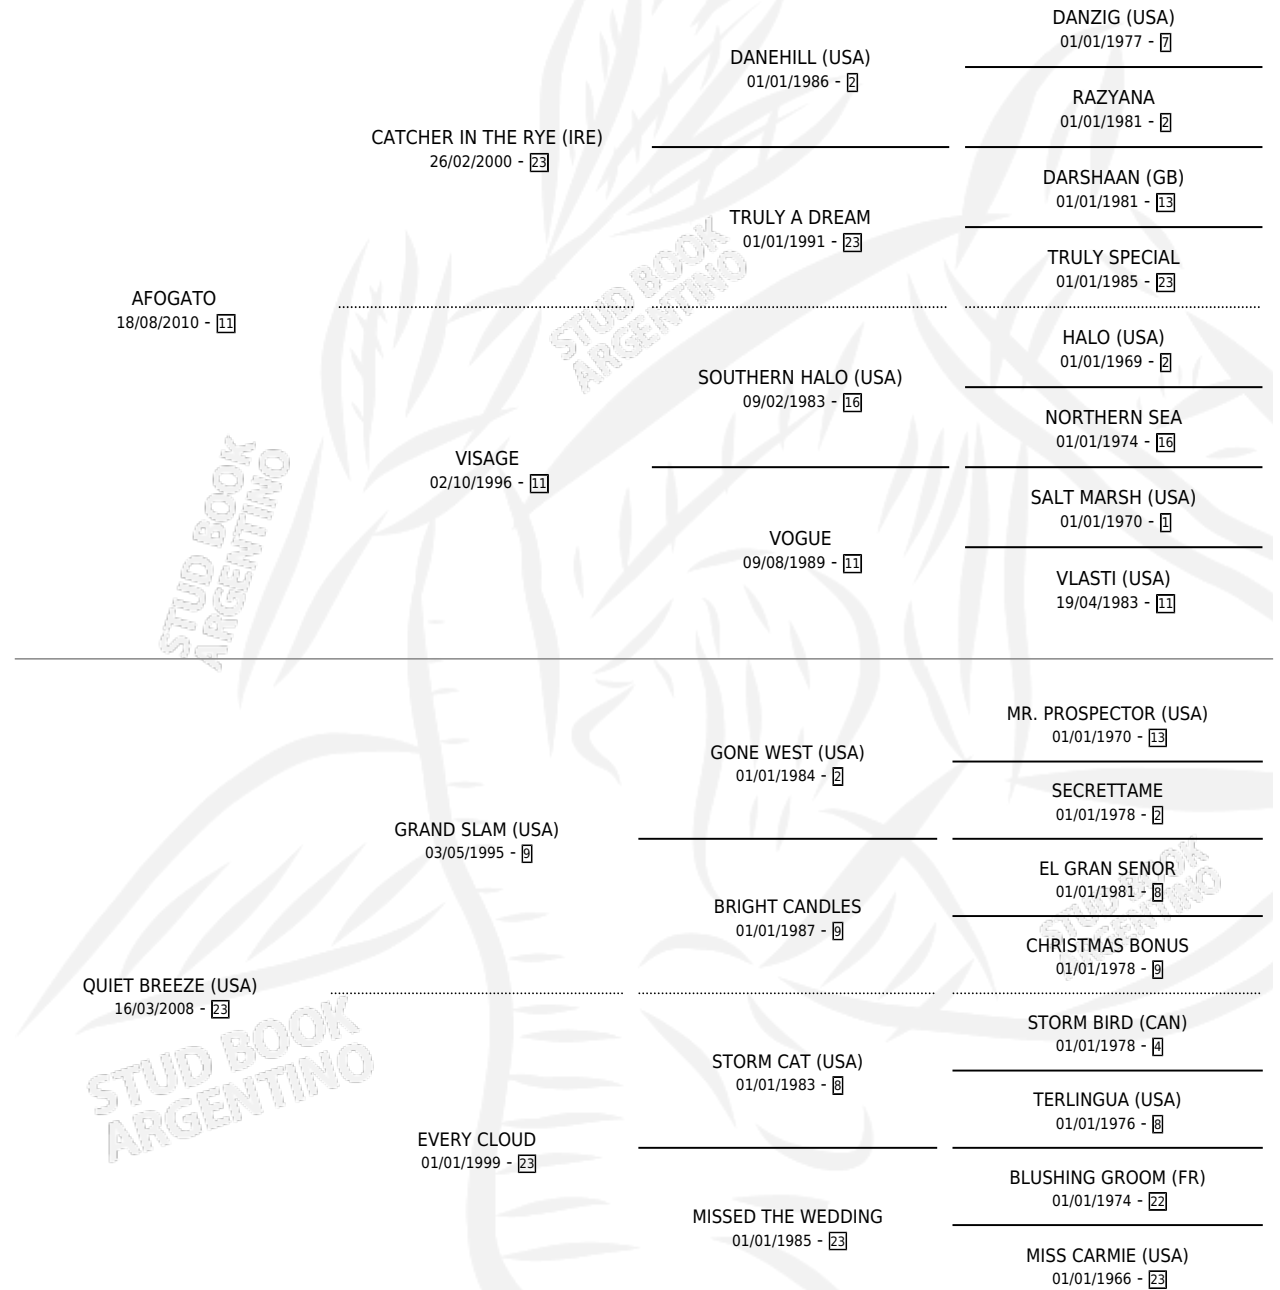 DANZIG (USA)
01/01/1977 - 7
DANEHILL (USA)
01/01/1986 - 2
RAZYANA
01/01/1981 - 2
CATCHER IN THE RYE (IRE)
26/02/2000 - 23
DARSHAAN (GB)
01/01/1981 - 13
TRULY A DREAM
01/01/1991 - 23
TRULY SPECIAL
01/01/1985 - 23
AFOGATO
18/08/2010 - 11
STUD BOOK
ARGENTINO
HALO (USA)
01/01/1969 - 2
SOUTHERN HALO (USA)
09/02/1983 - 16
NORTHERN SEA
01/01/1974 - 16
VISAGE
02/10/1996 - 11
SALT MARSH (USA)
01/01/1970 - 1
VOGUE
09/08/1989 - 11
VLASTI (USA)
19/04/1983 - 11
STUD BOOK
ARGENTINO
MR. PROSPECTOR (USA)
01/01/1970 - 13
GONE WEST (USA)
01/01/1984 - 2
SECRETTAME
01/01/1978 - 2
GRAND SLAM (USA)
03/05/1995 - 9
EL GRAN SENOR
01/01/1981 - 8
BRIGHT CANDLES
01/01/1987 - 9
STUD BOOK
ARGENTINO
CHRISTMAS BONUS
01/01/1978 - 9
QUIET BREEZE (USA)
16/03/2008 - 23
STUD BOOK
ARGENTINO
STORM BIRD (CAN)
01/01/1978 - 4
STORM CAT (USA)
01/01/1983 - 8
TERLINGUA (USA)
01/01/1976 - 8
EVERY CLOUD
01/01/1999 - 23
BLUSHING GROOM (FR)
01/01/1974 - 22
MISSED THE WEDDING
01/01/1985 - 23
MISS CARMIE (USA)
01/01/1966 - 23